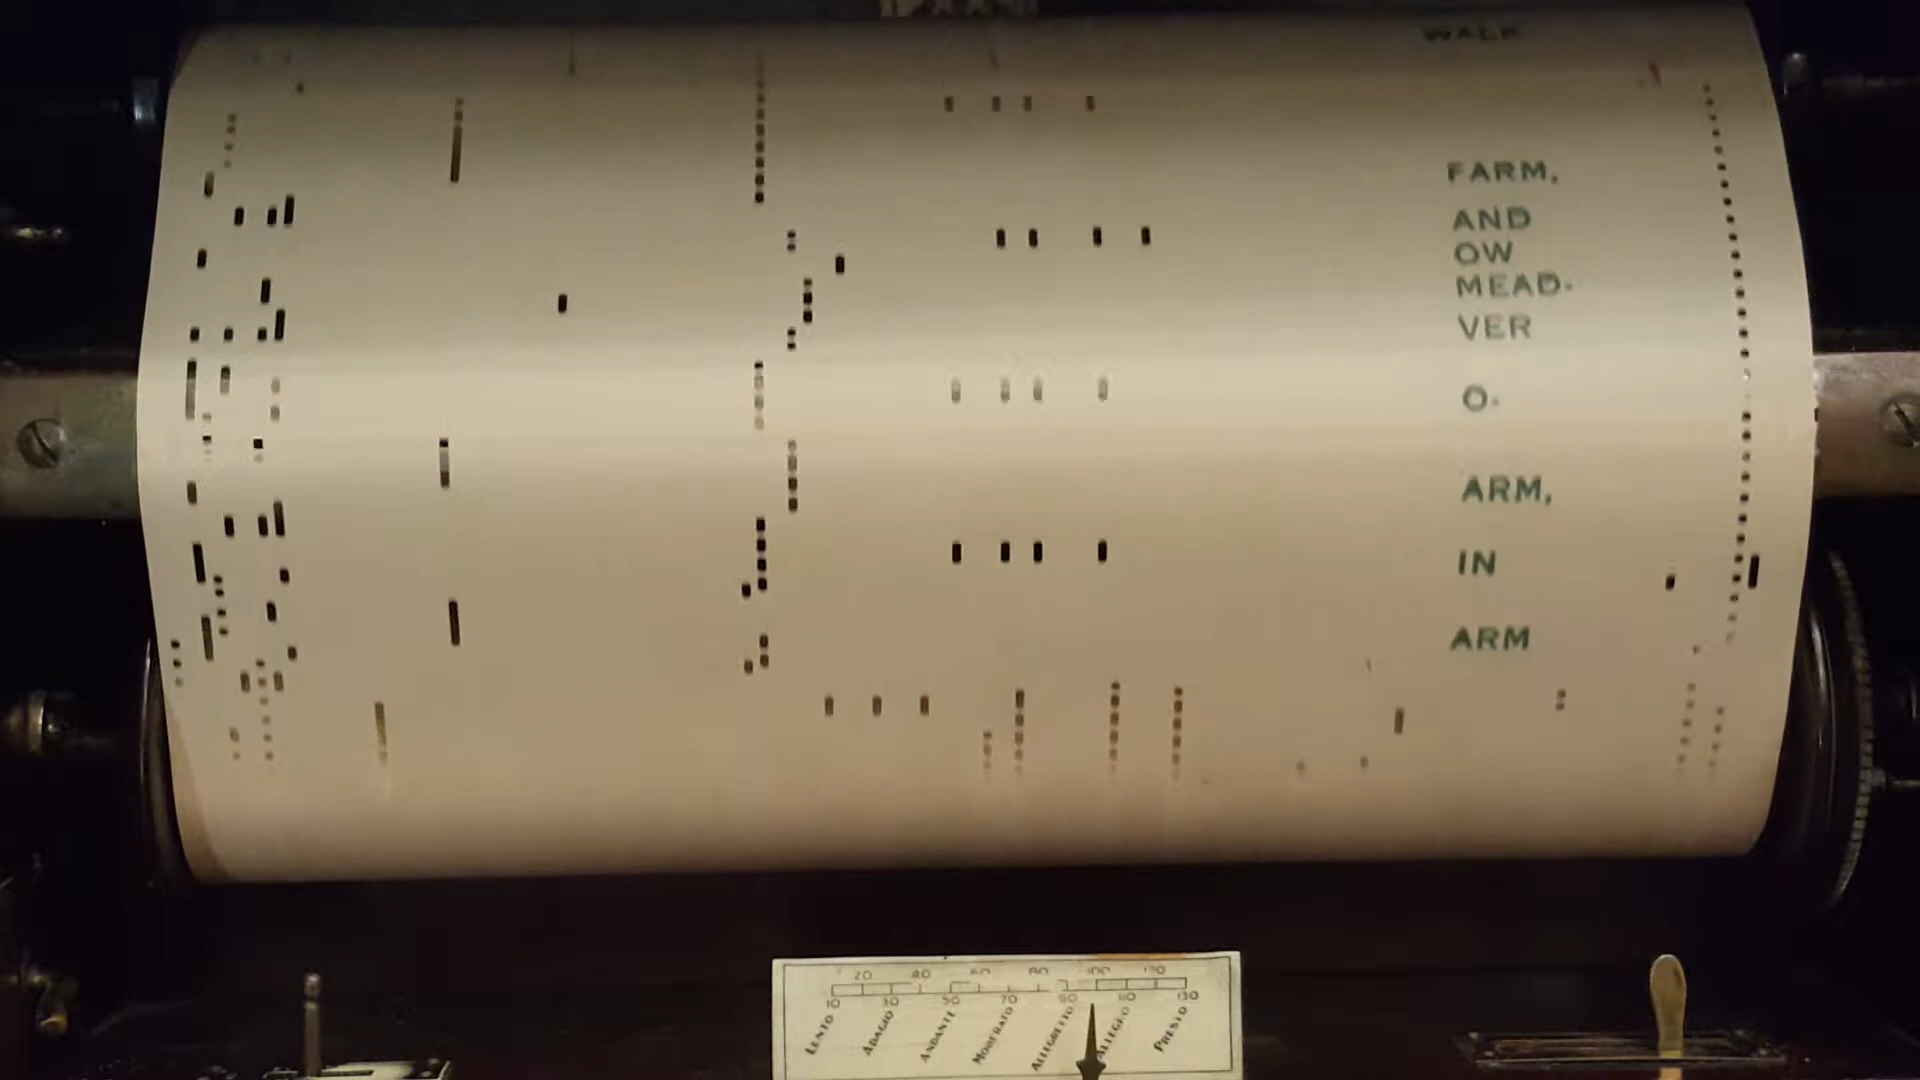 WALK
FARM,
AND
OW
MEAD-
VER
O-
ARM,
IN
ARM
20 40 60 80 100 120
10 30 50 70 90 110 130
LENTO ADAGIO ANDANTE MODERATO ALLEGRETTO ALLEGRO PRESTO